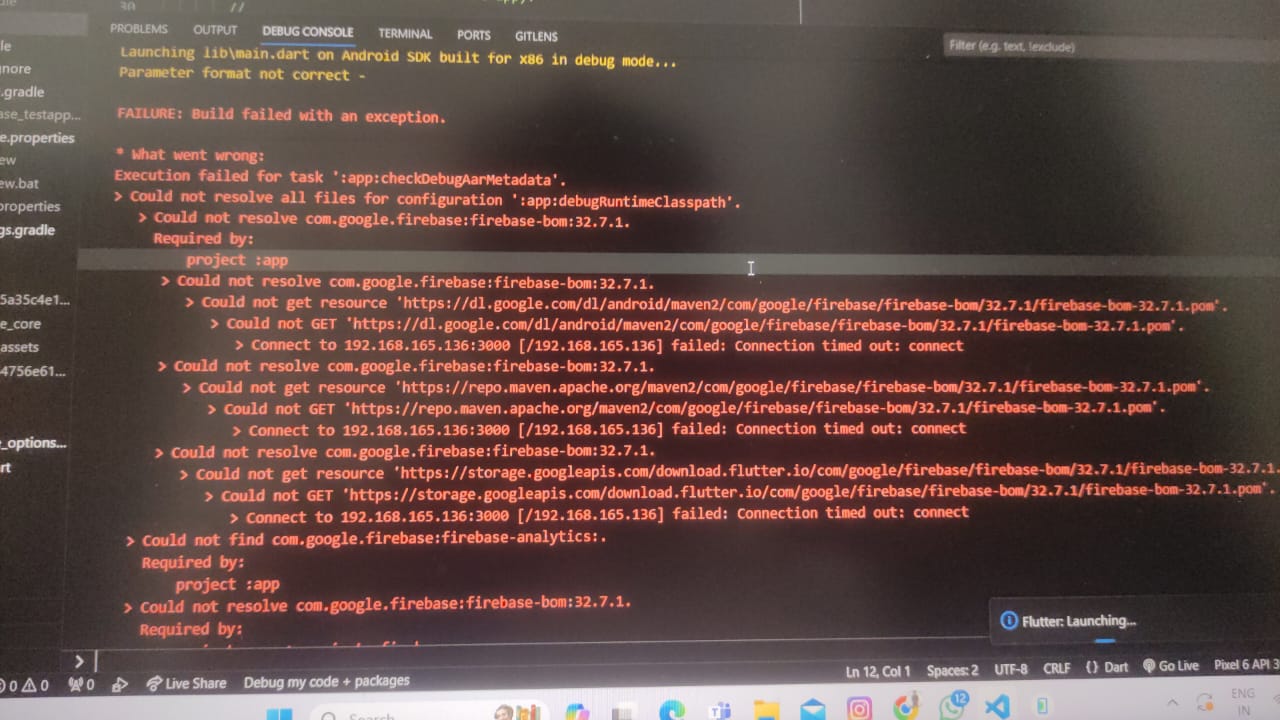 30 //
PROBLEMS OUTPUT DEBUG CONSOLE TERMINAL PORTS GITLENS
Filter (e.g. text, !exclude)
Launching lib\main.dart on Android SDK built for x86 in debug mode...
Parameter format not correct -
FAILURE: Build failed with an exception.
* What went wrong:
Execution failed for task ':app:checkDebugAarMetadata'.
> Could not resolve all files for configuration ':app:debugRuntimeClasspath'.
> Could not resolve com.google.firebase:firebase-bom:32.7.1.
Required by:
project :app
> Could not resolve com.google.firebase:firebase-bom:32.7.1.
> Could not get resource 'https://dl.google.com/dl/android/maven2/com/google/firebase/firebase-bom/32.7.1/firebase-bom-32.7.1.pom'.
> Could not GET 'https://dl.google.com/dl/android/maven2/com/google/firebase/firebase-bom/32.7.1/firebase-bom-32.7.1.pom'.
> Connect to 192.168.165.136:3000 [/192.168.165.136] failed: Connection timed out: connect
> Could not resolve com.google.firebase:firebase-bom:32.7.1.
> Could not get resource 'https://repo.maven.apache.org/maven2/com/google/firebase/firebase-bom/32.7.1/firebase-bom-32.7.1.pom'.
> Could not GET 'https://repo.maven.apache.org/maven2/com/google/firebase/firebase-bom/32.7.1/firebase-bom-32.7.1.pom'.
> Connect to 192.168.165.136:3000 [/192.168.165.136] failed: Connection timed out: connect
> Could not resolve com.google.firebase:firebase-bom:32.7.1.
> Could not get resource 'https://storage.googleapis.com/download.flutter.io/com/google/firebase/firebase-bom/32.7.1/firebase-bom-32.7.1.
> Could not GET 'https://storage.googleapis.com/download.flutter.io/com/google/firebase/firebase-bom/32.7.1/firebase-bom-32.7.1.pom'.
> Connect to 192.168.165.136:3000 [/192.168.165.136] failed: Connection timed out: connect
> Could not find com.google.firebase:firebase-analytics:.
Required by:
project :app
> Could not resolve com.google.firebase:firebase-bom:32.7.1.
Required by:
le
nore
.gradle
ase_testapp...
e.properties
ew
ew.bat
properties
gs.gradle
5a35c4e1...
e_core
assets
4756e61...
_options...
rt
Flutter: Launching...
>
0 0 0 Live Share Debug my code + packages Ln 12, Col 1 Spaces: 2 UTF-8 CRLF {} Dart Go Live Pixel 6 API 3
Search 12 ENG
IN